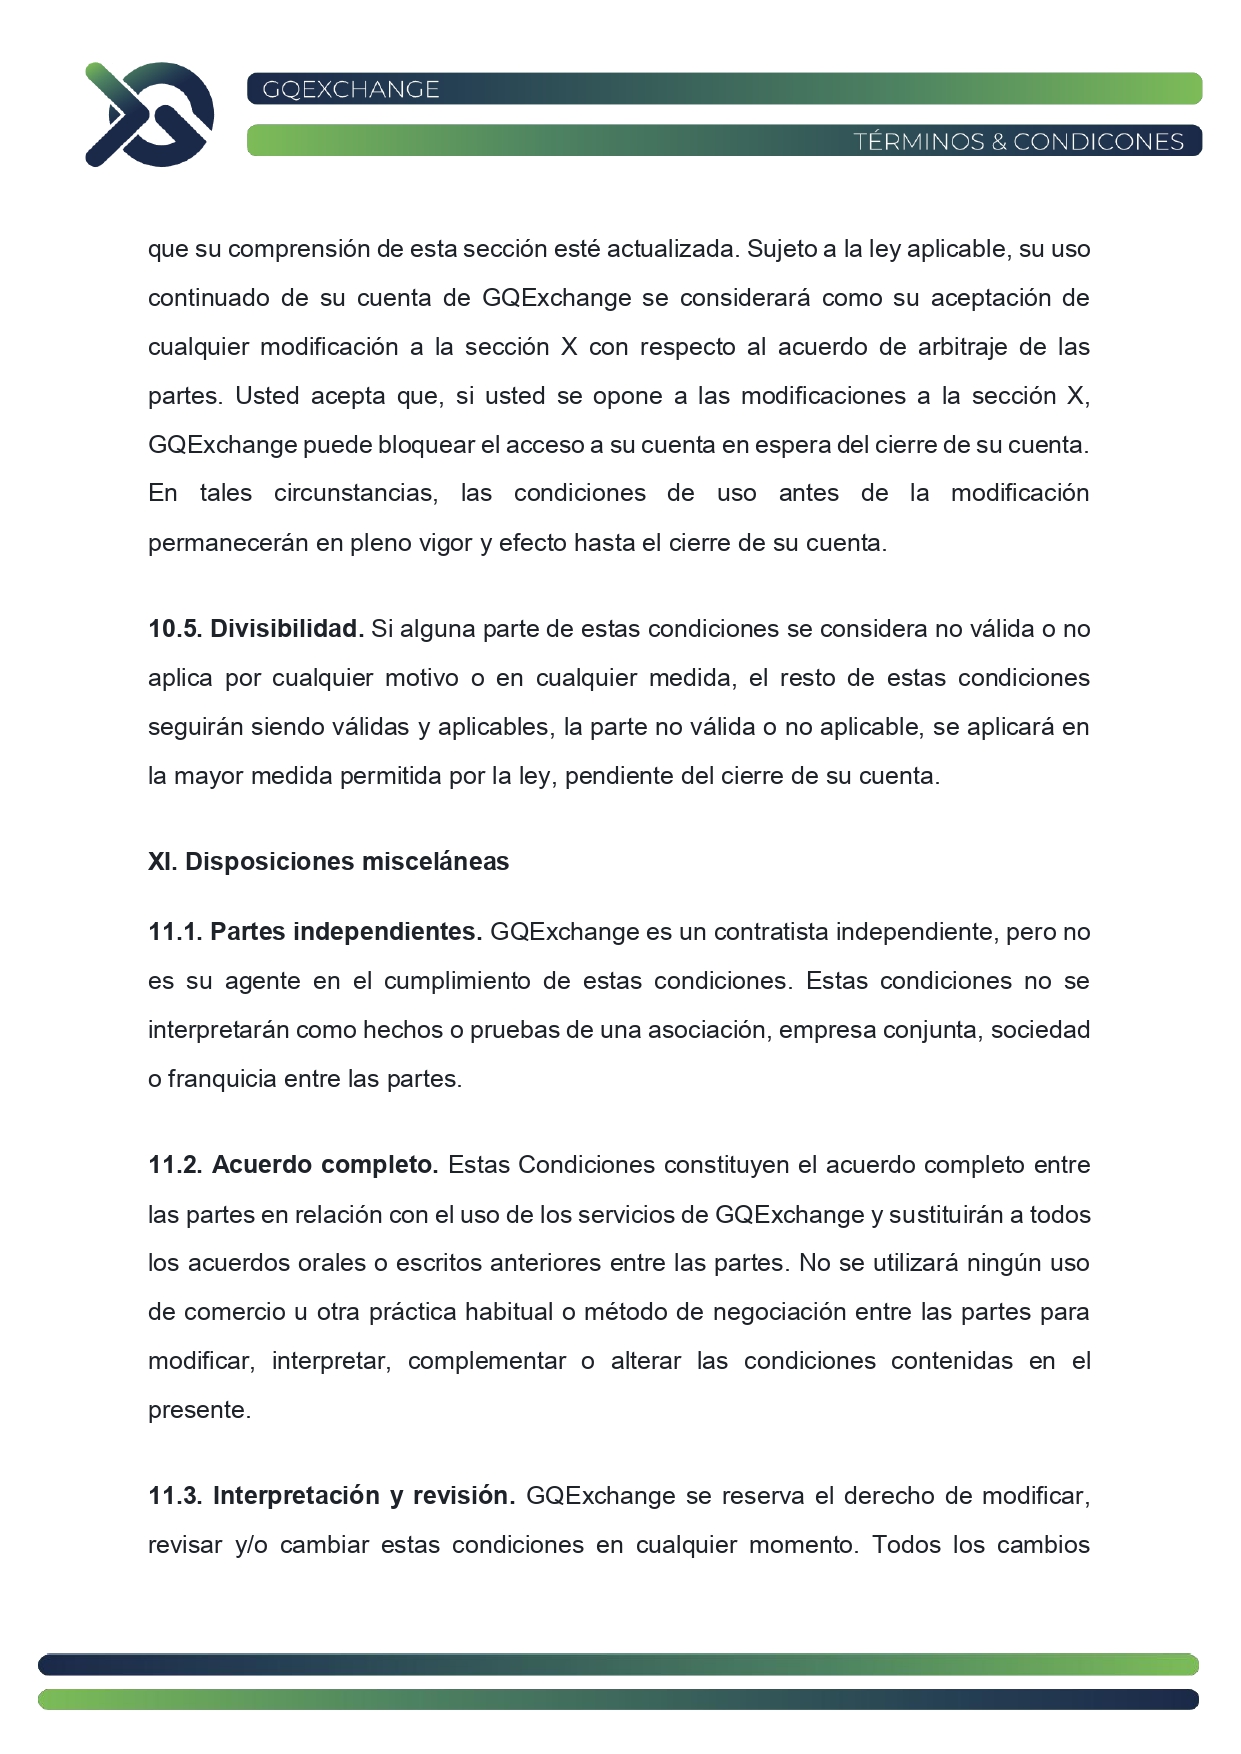 GQEXCHANGE
TÉRMINOS & CONDICONES
que su comprensión de esta sección esté actualizada. Sujeto a la ley aplicable, su uso
continuado de su cuenta de GQExchange se considerará como su aceptación de
cualquier modificación a la sección X con respecto al acuerdo de arbitraje de las
partes. Usted acepta que, si usted se opone a las modificaciones a la sección X,
GQExchange puede bloquear el acceso a su cuenta en espera del cierre de su cuenta.
En tales circunstancias, las condiciones de uso antes de la modificación
permanecerán en pleno vigor y efecto hasta el cierre de su cuenta.
10.5. Divisibilidad. Si alguna parte de estas condiciones se considera no válida o no
aplica por cualquier motivo o en cualquier medida, el resto de estas condiciones
seguirán siendo válidas y aplicables, la parte no válida o no aplicable, se aplicará en
la mayor medida permitida por la ley, pendiente del cierre de su cuenta.
XI. Disposiciones misceláneas
11.1. Partes independientes. GQExchange es un contratista independiente, pero no
es su agente en el cumplimiento de estas condiciones. Estas condiciones no se
interpretarán como hechos o pruebas de una asociación, empresa conjunta, sociedad
o franquicia entre las partes.
11.2. Acuerdo completo. Estas Condiciones constituyen el acuerdo completo entre
las partes en relación con el uso de los servicios de GQExchange y sustituirán a todos
los acuerdos orales o escritos anteriores entre las partes. No se utilizará ningún uso
de comercio u otra práctica habitual o método de negociación entre las partes para
modificar, interpretar, complementar o alterar las condiciones contenidas en el
presente.
11.3. Interpretación y revisión. GQExchange se reserva el derecho de modificar,
revisar y/o cambiar estas condiciones en cualquier momento. Todos los cambios